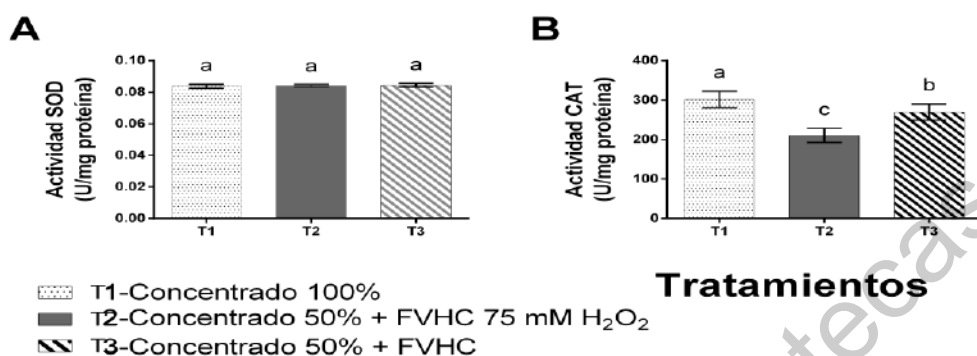 A
Actividad SOD
(U/mg proteína)
0.10
0.08
0.06
0.04
0.02
0.00
a
a
a
T1
T2
T3
B
Actividad CAT
(U/mg proteína)
400
300
200
100
0
a
c
b
T1
T2
T3
Tratamientos
T1-Concentrado 100%
T2-Concentrado 50% + FVHC 75 mM H₂O₂
T3-Concentrado 50% + FVHC
tecas